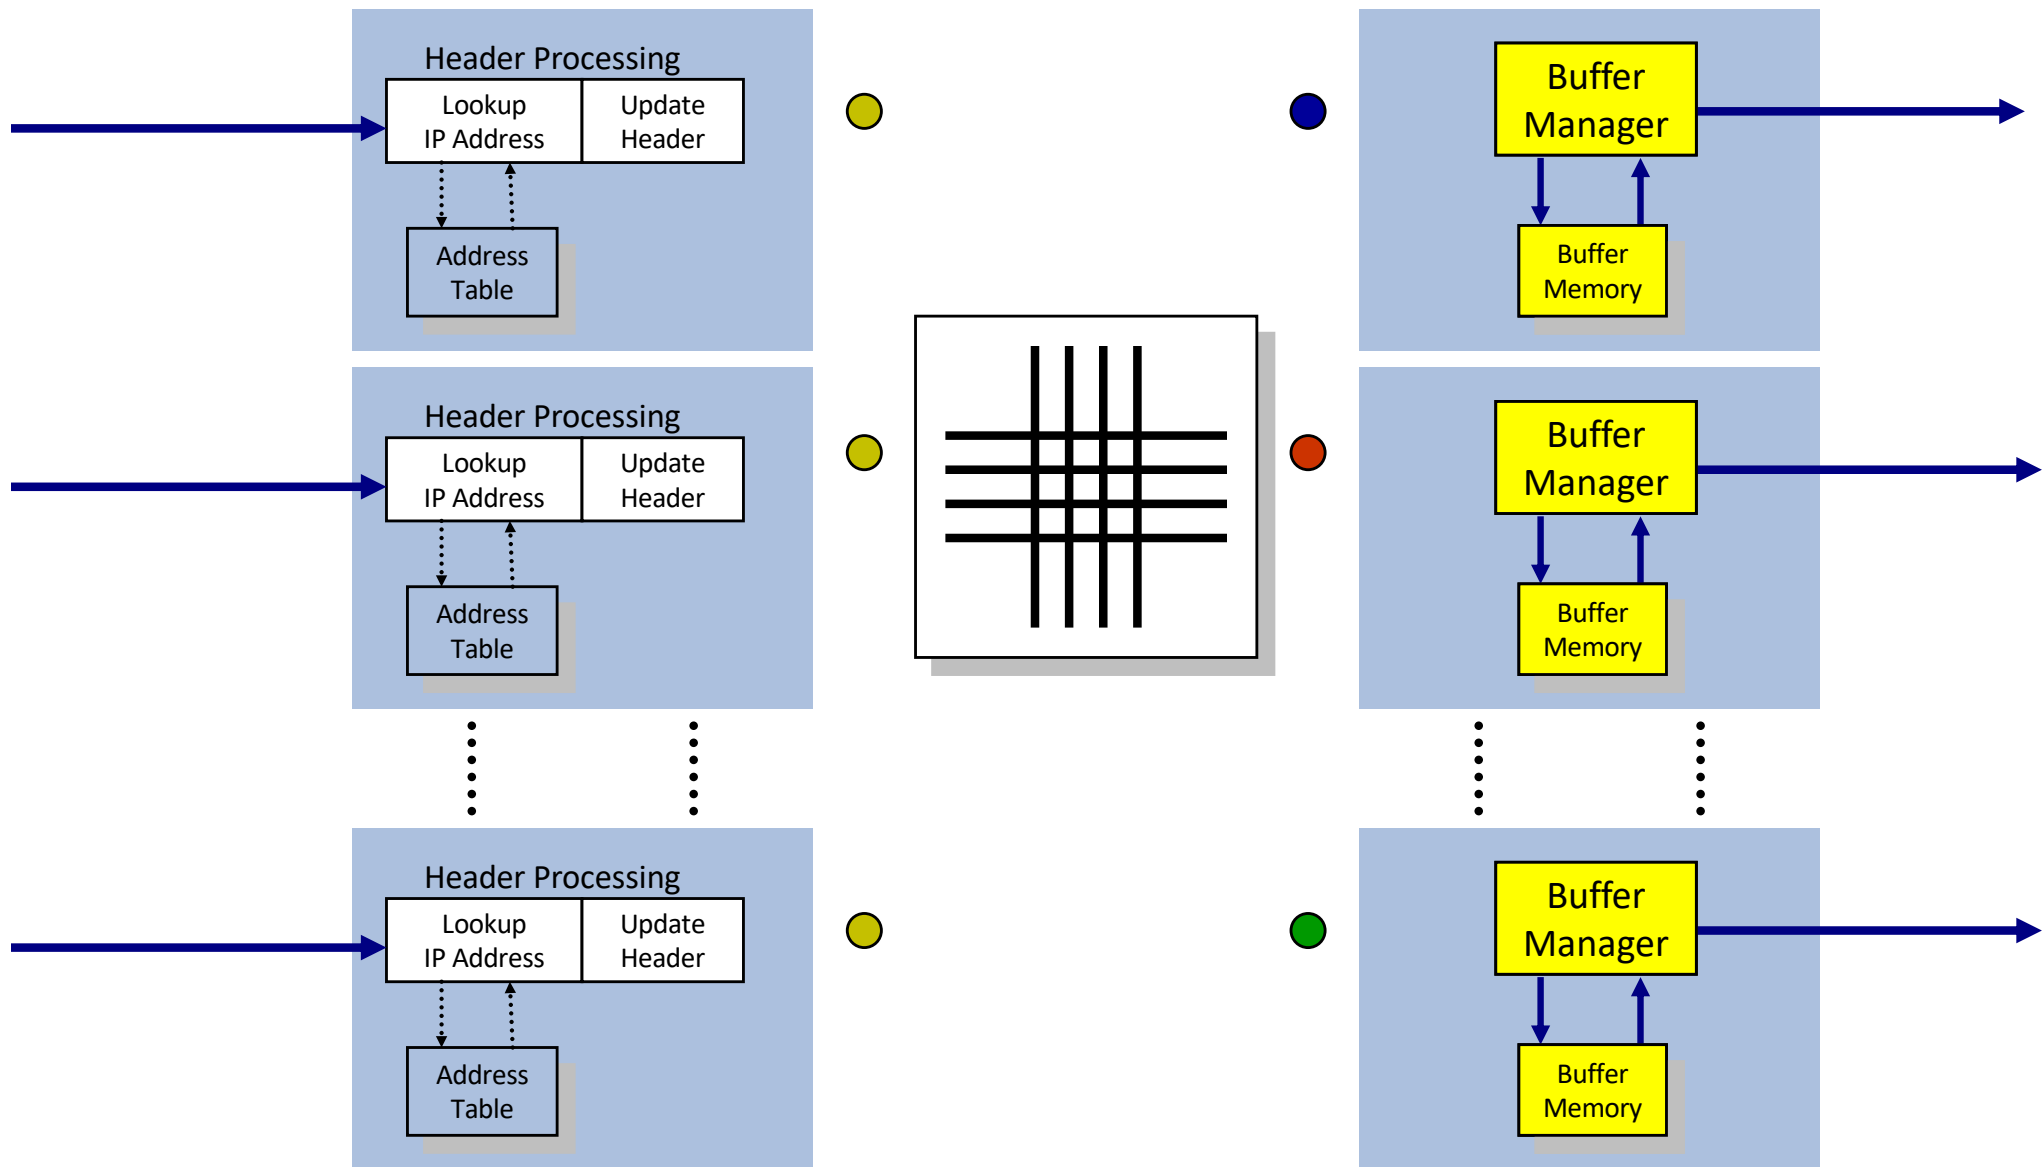 Header Processing
Lookup
IP Address
Update
Header
Address
Table
Buffer
Manager
Buffer
Memory
Header Processing
Lookup
IP Address
Update
Header
Address
Table
Buffer
Manager
Buffer
Memory
Header Processing
Lookup
IP Address
Update
Header
Address
Table
Buffer
Manager
Buffer
Memory